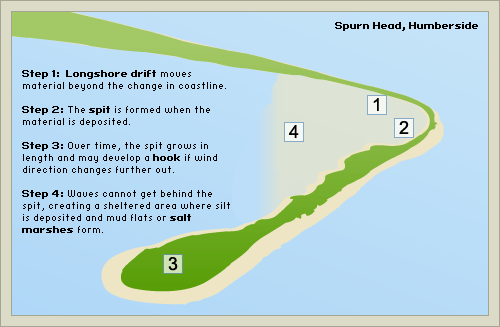 Spurn Head, Humberside
Step 1: Longshore drift moves
material beyond the change in coastline.
Step 2: The spit is formed when the
material is deposited.
Step 3: Over time, the spit grows in
length and may develop a hook if wind
direction changes further out.
Step 4: Waves cannot get behind the
spit, creating a sheltered area where silt
is deposited and mud flats or salt
marshes form.
1
2
4
3